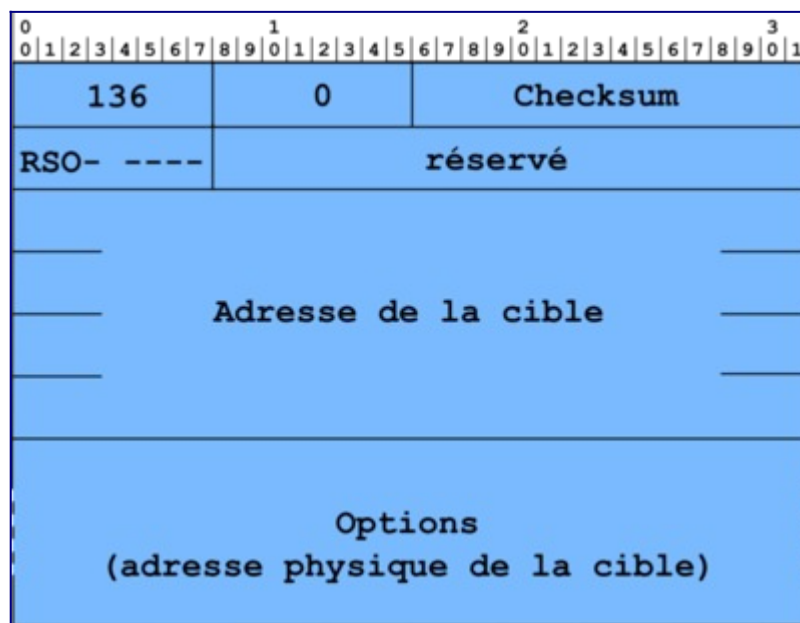 0 1 2 3
0|1|2|3|4|5|6|7|8|9|0|1|2|3|4|5|6|7|8|9|0|1|2|3|4|5|6|7|8|9|0|1
136 0 Checksum
RSO- ---- réservé
Adresse de la cible
Options
(adresse physique de la cible)